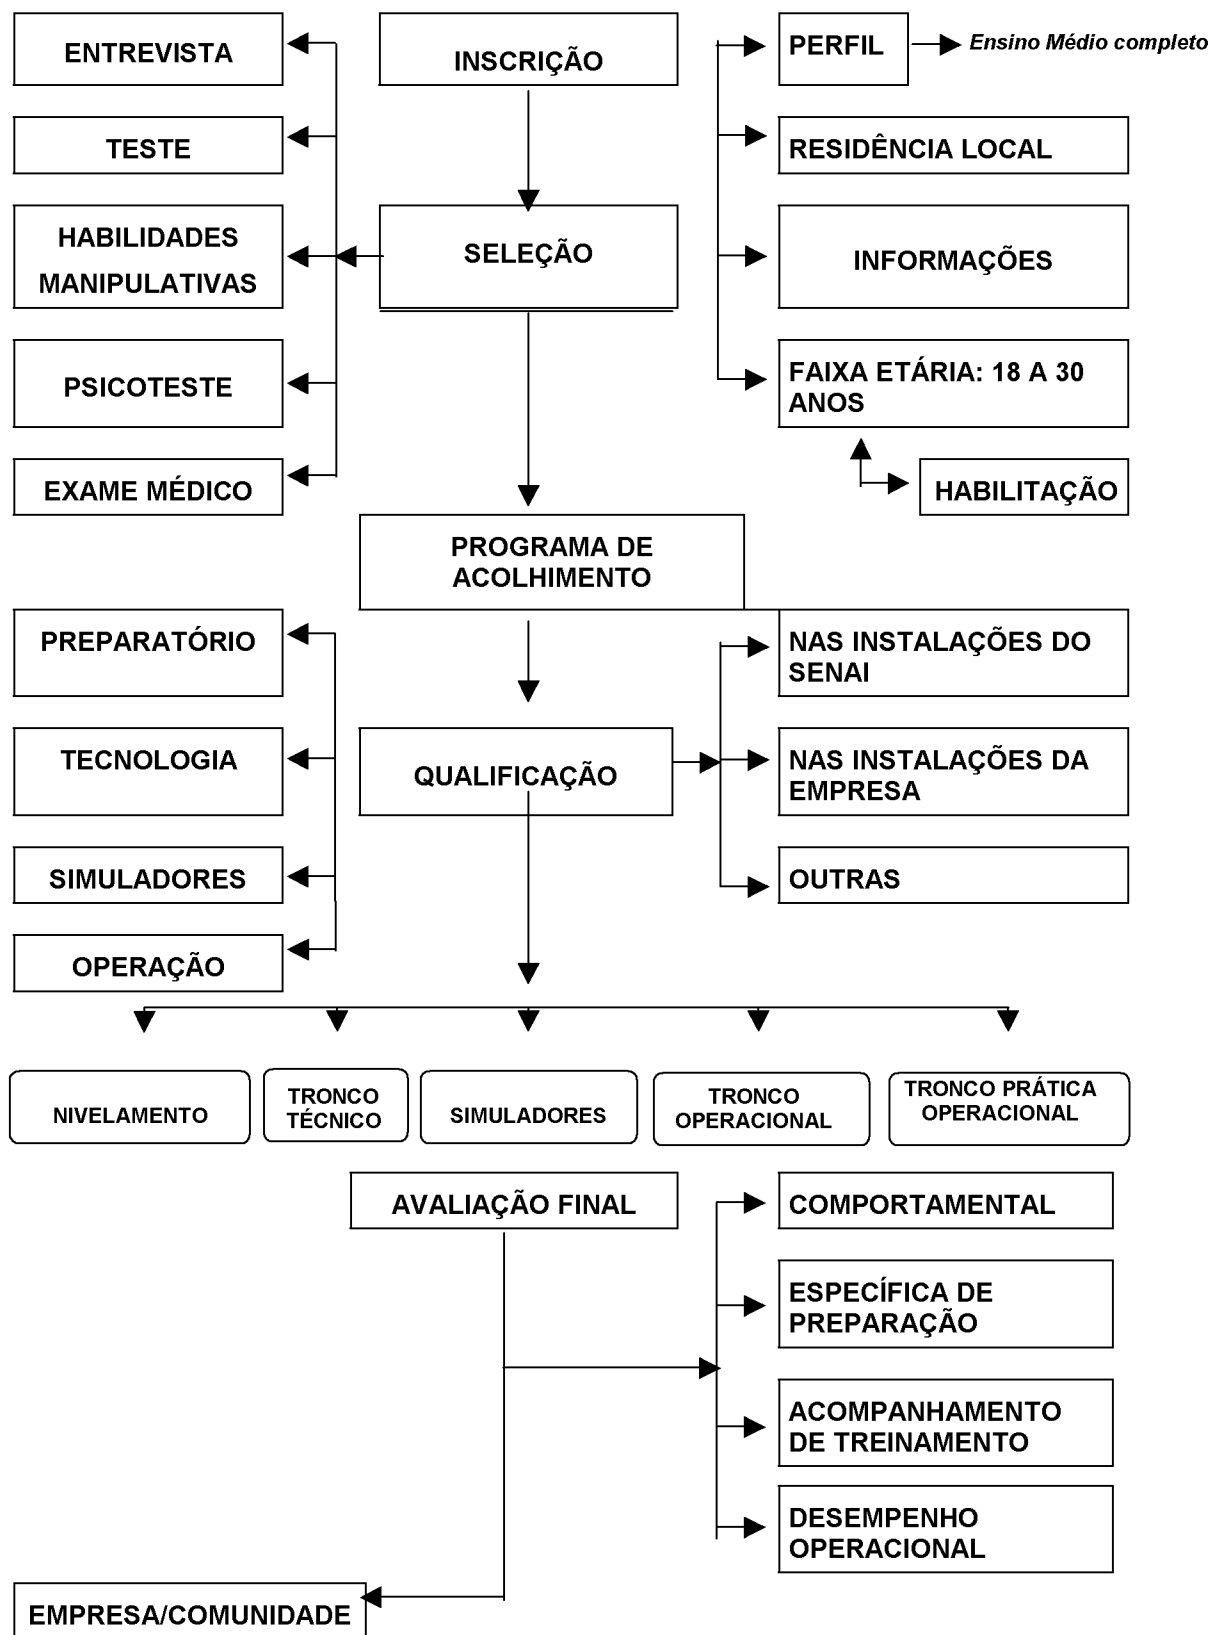 ENTREVISTA
INSCRIÇÃO
PERFIL
Ensino Médio completo
TESTE
RESIDÊNCIA LOCAL
HABILIDADES
MANIPULATIVAS
SELEÇÃO
INFORMAÇÕES
PSICOTESTE
FAIXA ETÁRIA: 18 A 30
ANOS
EXAME MÉDICO
HABILITAÇÃO
PROGRAMA DE
ACOLHIMENTO
PREPARATÓRIO
NAS INSTALAÇÕES DO
SENAI
TECNOLOGIA
QUALIFICAÇÃO
NAS INSTALAÇÕES DA
EMPRESA
SIMULADORES
OUTRAS
OPERAÇÃO
NIVELAMENTO
TRONCO
TÉCNICO
SIMULADORES
TRONCO
OPERACIONAL
TRONCO PRÁTICA
OPERACIONAL
AVALIAÇÃO FINAL
COMPORTAMENTAL
ESPECÍFICA DE
PREPARAÇÃO
ACOMPANHAMENTO
DE TREINAMENTO
DESEMPENHO
OPERACIONAL
EMPRESA/COMUNIDADE